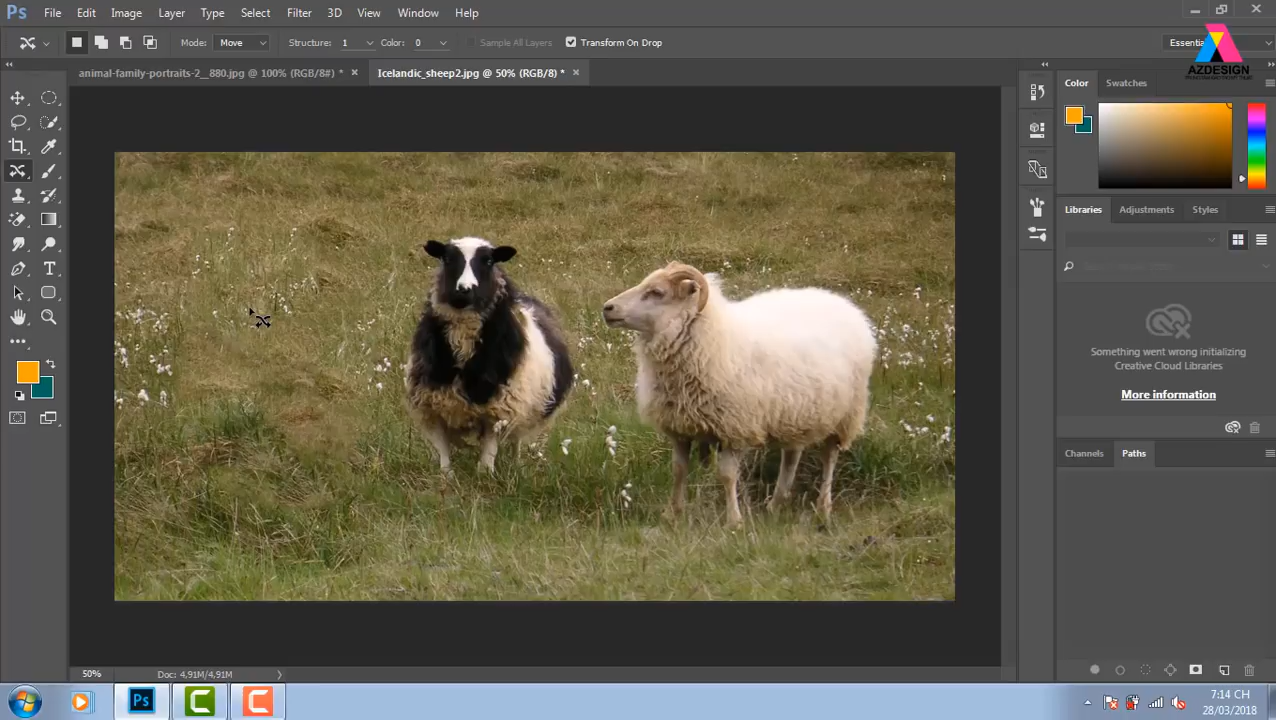 Ps File Edit Image Layer Type Select Filter 3D View Window Help
Mode: Move Structure: 1 Color: 0 Sample All Layers Transform On Drop Essentia
AZDESIGN
animal-family-portraits-2__880.jpg @ 100% (RGB/8#) * Icelandic_sheep2.jpg @ 50% (RGB/8) *
Color Swatches
Libraries Adjustments Styles
Something went wrong initializing
Creative Cloud Libraries
More information
Channels Paths
50% Doc: 4,91M/4,91M
Ps
7:14 CH
28/03/2018